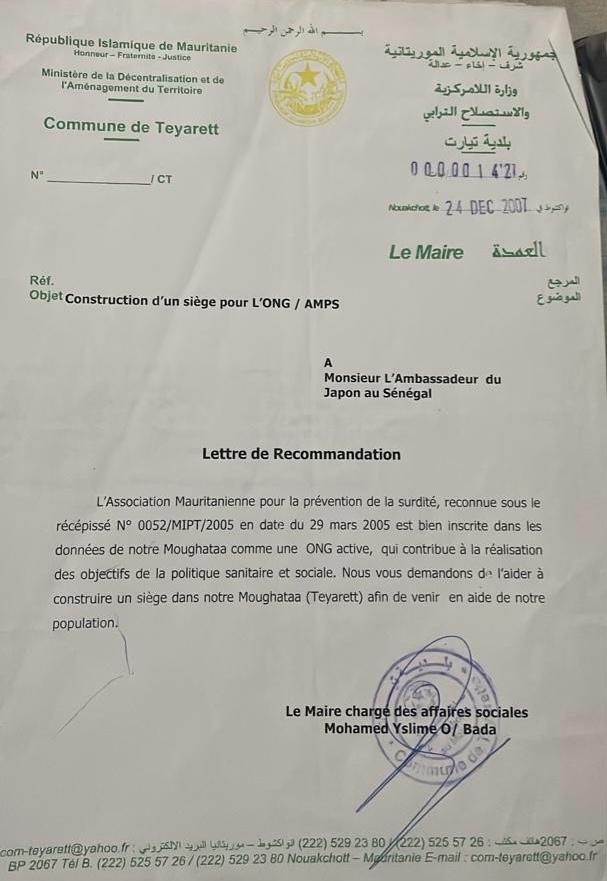 بسم الله الرحمن الرحيم
République Islamique de Mauritanie
Honneur – Fraternité - Justice
Ministère de la Décentralisation et de
l'Aménagement du Territoire
Commune de Teyarett
N° ______________ / CT
جمهورية الإسلامية الموريتانية
شرف - إخاء - عدالة
وزارة اللامركزية
والاستصلاح الترابي
بلدية تيارت
رقم
Nouakchott, le 24 DEC 2007 انواكشوط في
Le Maire العمدة
Réf. المرجع
Objet Construction d'un siège pour L'ONG / AMPS الموضوع
A
Monsieur L'Ambassadeur du
Japon au Sénégal
Lettre de Recommandation
L'Association Mauritanienne pour la prévention de la surdité, reconnue sous le
récépissé N° 0052/MIPT/2005 en date du 29 mars 2005 est bien inscrite dans les
données de notre Moughataa comme une ONG active, qui contribue à la réalisation
des objectifs de la politique sanitaire et sociale. Nous vous demandons de l'aider à
construire un siège dans notre Moughataa (Teyarett) afin de venir en aide de notre
population.
Le Maire chargé des affaires sociales
Mohamed Yslime O/ Bada
Commune de
ص ب : 2067 هاتف مكتب : 26 57 525 (222) / 80 23 529 (222) انواكشوط – موريتانيا البريد الالكتروني : com-teyarett@yahoo.fr
BP 2067 Tél B. (222) 525 57 26 / (222) 529 23 80 Nouakchott – Mauritanie E-mail : com-teyarett@yahoo.fr